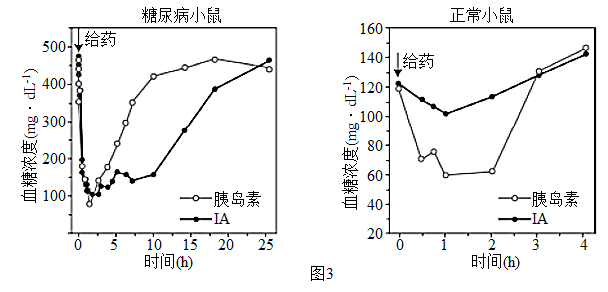 糖尿病小鼠
给药
血糖浓度(mg·dL-1)
500
400
300
200
100
胰岛素
IA
0
5
10
15
20
25
时间(h)
正常小鼠
给药
血糖浓度(mg·dL-1)
160
140
120
100
80
60
40
20
胰岛素
IA
0
1
2
3
4
时间(h)
图3